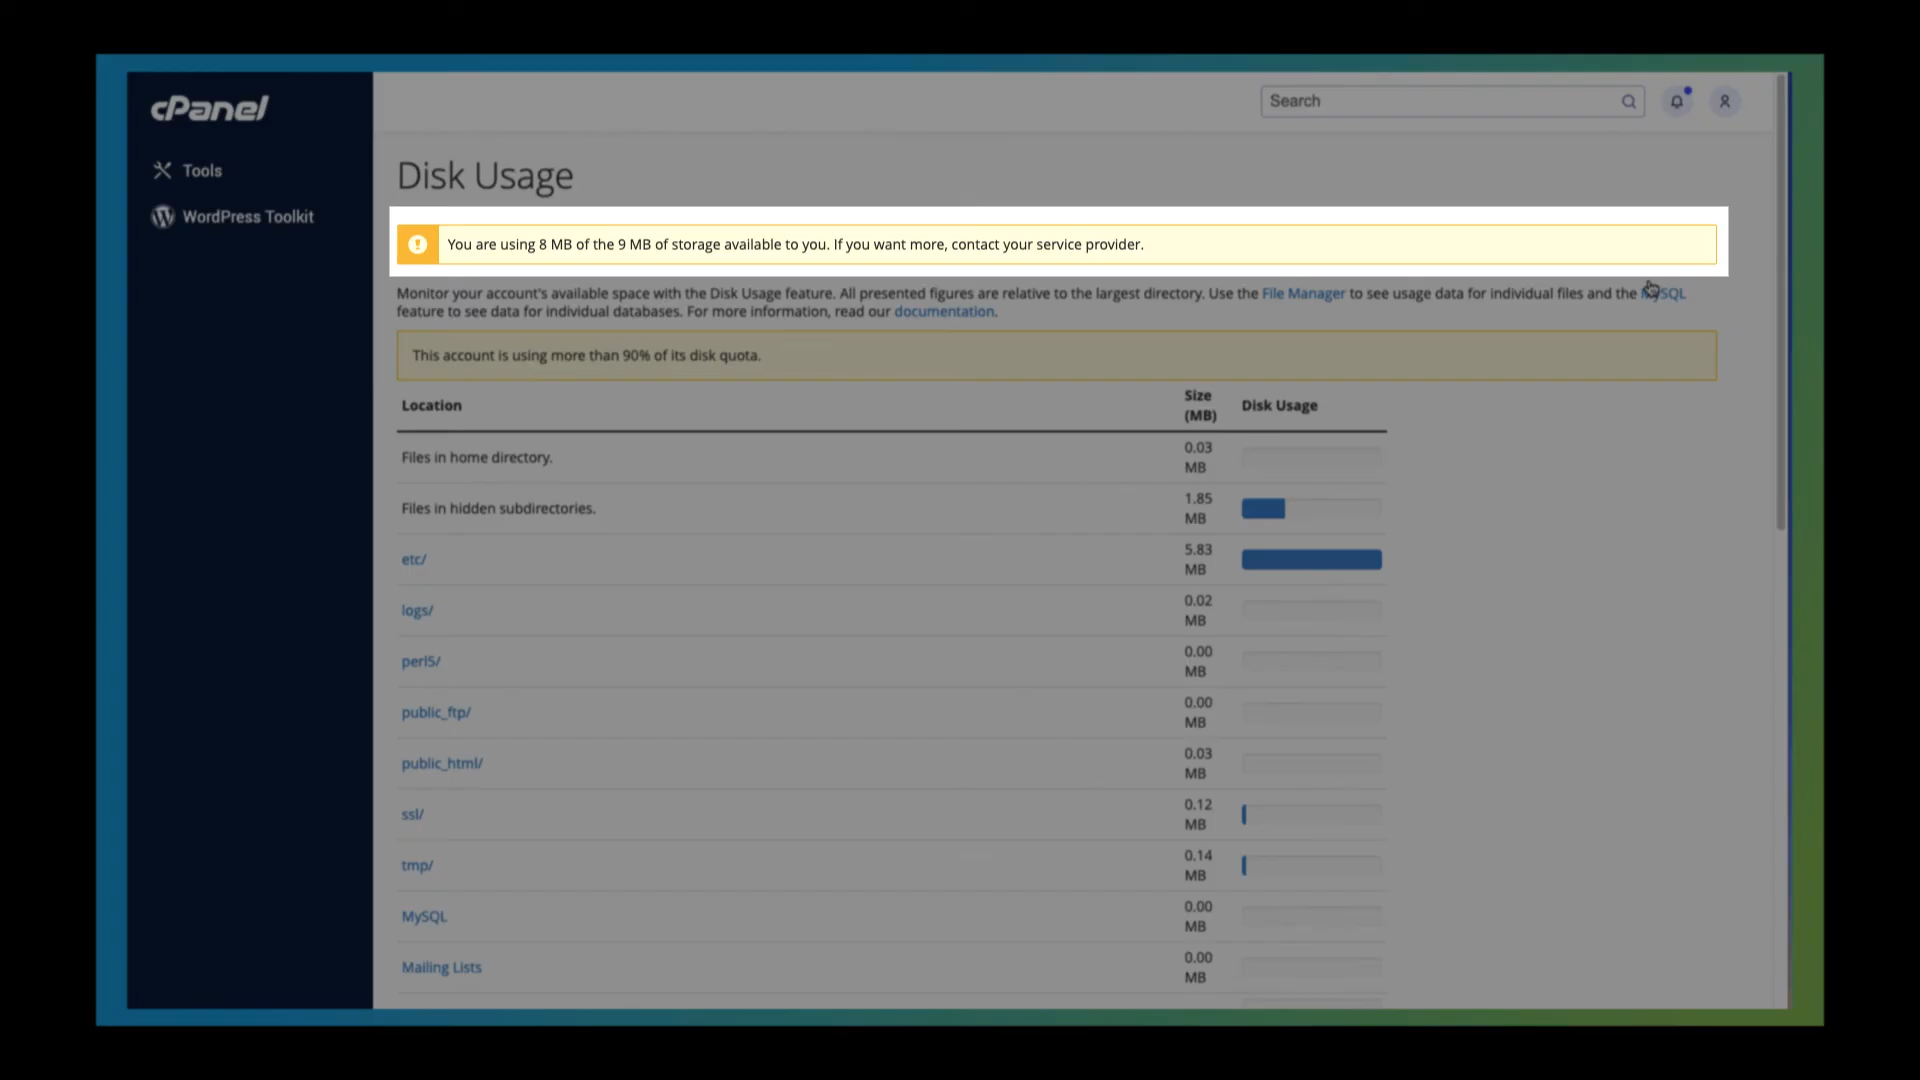 cPanel
Search
Tools
WordPress Toolkit
Disk Usage
You are using 8 MB of the 9 MB of storage available to you. If you want more, contact your service provider.
Monitor your account's available space with the Disk Usage feature. All presented figures are relative to the largest directory. Use the File Manager to see usage data for individual files and the MySQL
feature to see data for individual databases. For more information, read our documentation.
This account is using more than 90% of its disk quota.
Location Size (MB) Disk Usage
Files in home directory. 0.03 MB
Files in hidden subdirectories. 1.85 MB
etc/ 5.83 MB
logs/ 0.02 MB
perl5/ 0.00 MB
public_ftp/ 0.00 MB
public_html/ 0.03 MB
ssl/ 0.12 MB
tmp/ 0.14 MB
MySQL 0.00 MB
Mailing Lists 0.00 MB